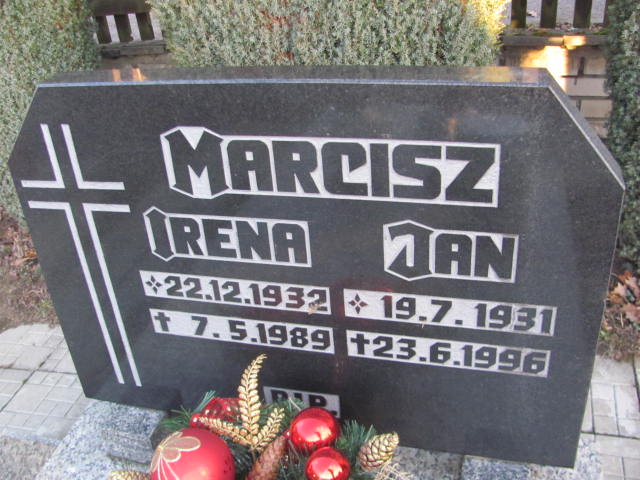 MARCISZ
IRENA JAN
22.12.1932 19.7.1931
† 7.5.1989 †23.6.1996
R.I.P.